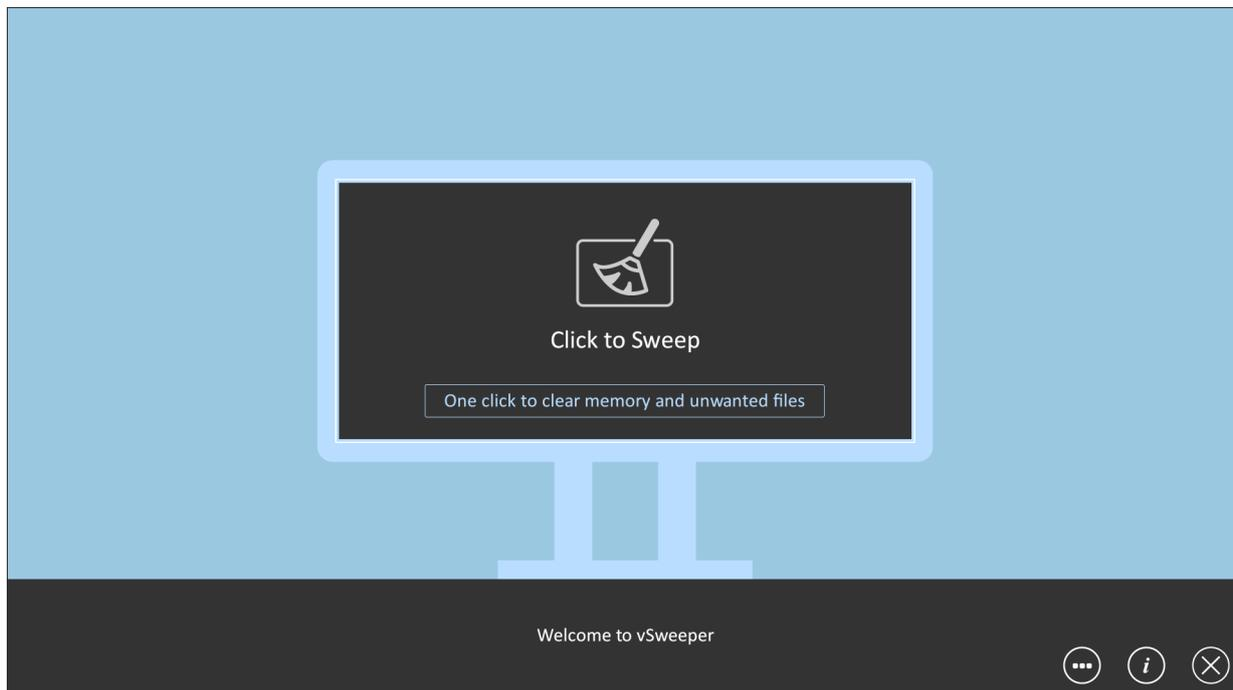 Click to Sweep
One click to clear memory and unwanted files
Welcome to vSweeper
i